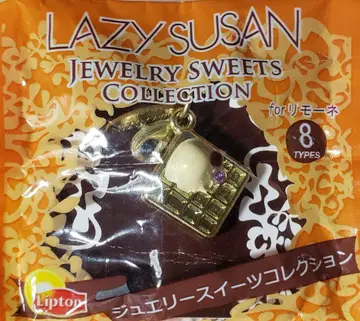 LAZY SUSAN
JEWELRY SWEETS
COLLECTION
for リモーネ
8
TYPES
Lipton
ジュエリースイーツコレクション